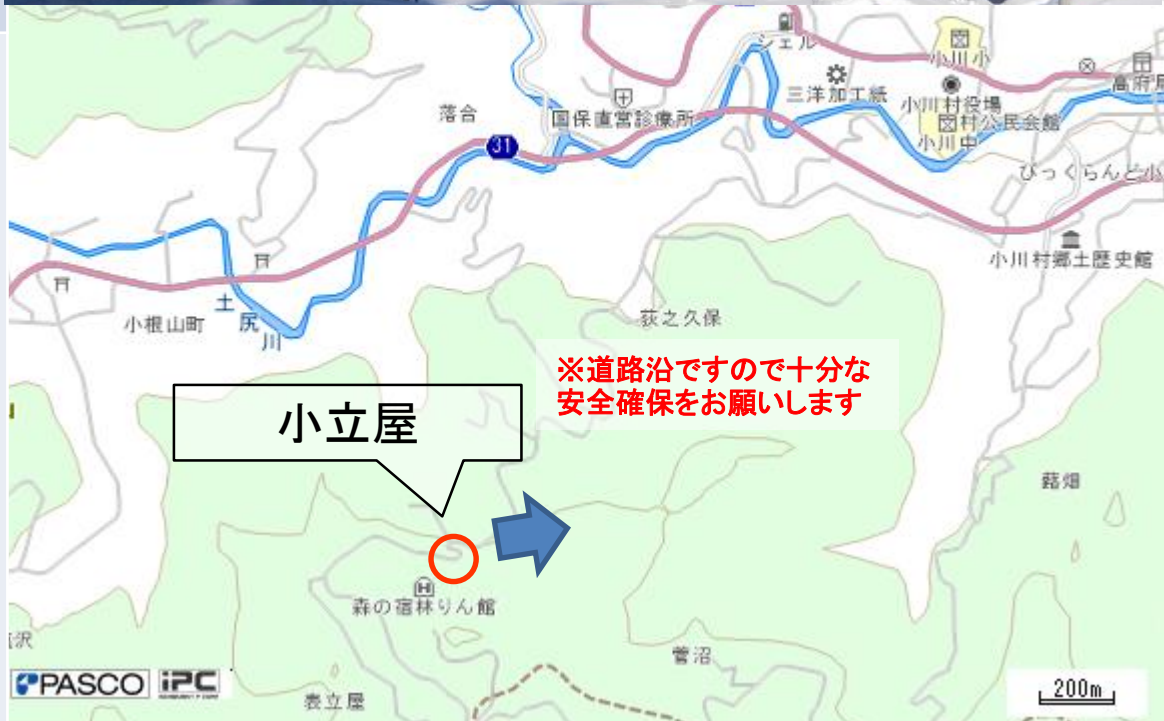 シェル
小川小
三洋加工紙
小川村役場
高府
落合
国保直営診療所
村公民会館
小川中
31
びっくらんど小
小川村郷土歴史館
小根山町
土尻川
荻之久保
※道路沿ですので十分な
安全確保をお願いします
小立屋
蕗畑
森の宿林りん館
沢
菅沼
表立屋
PASCO
iPC
200m